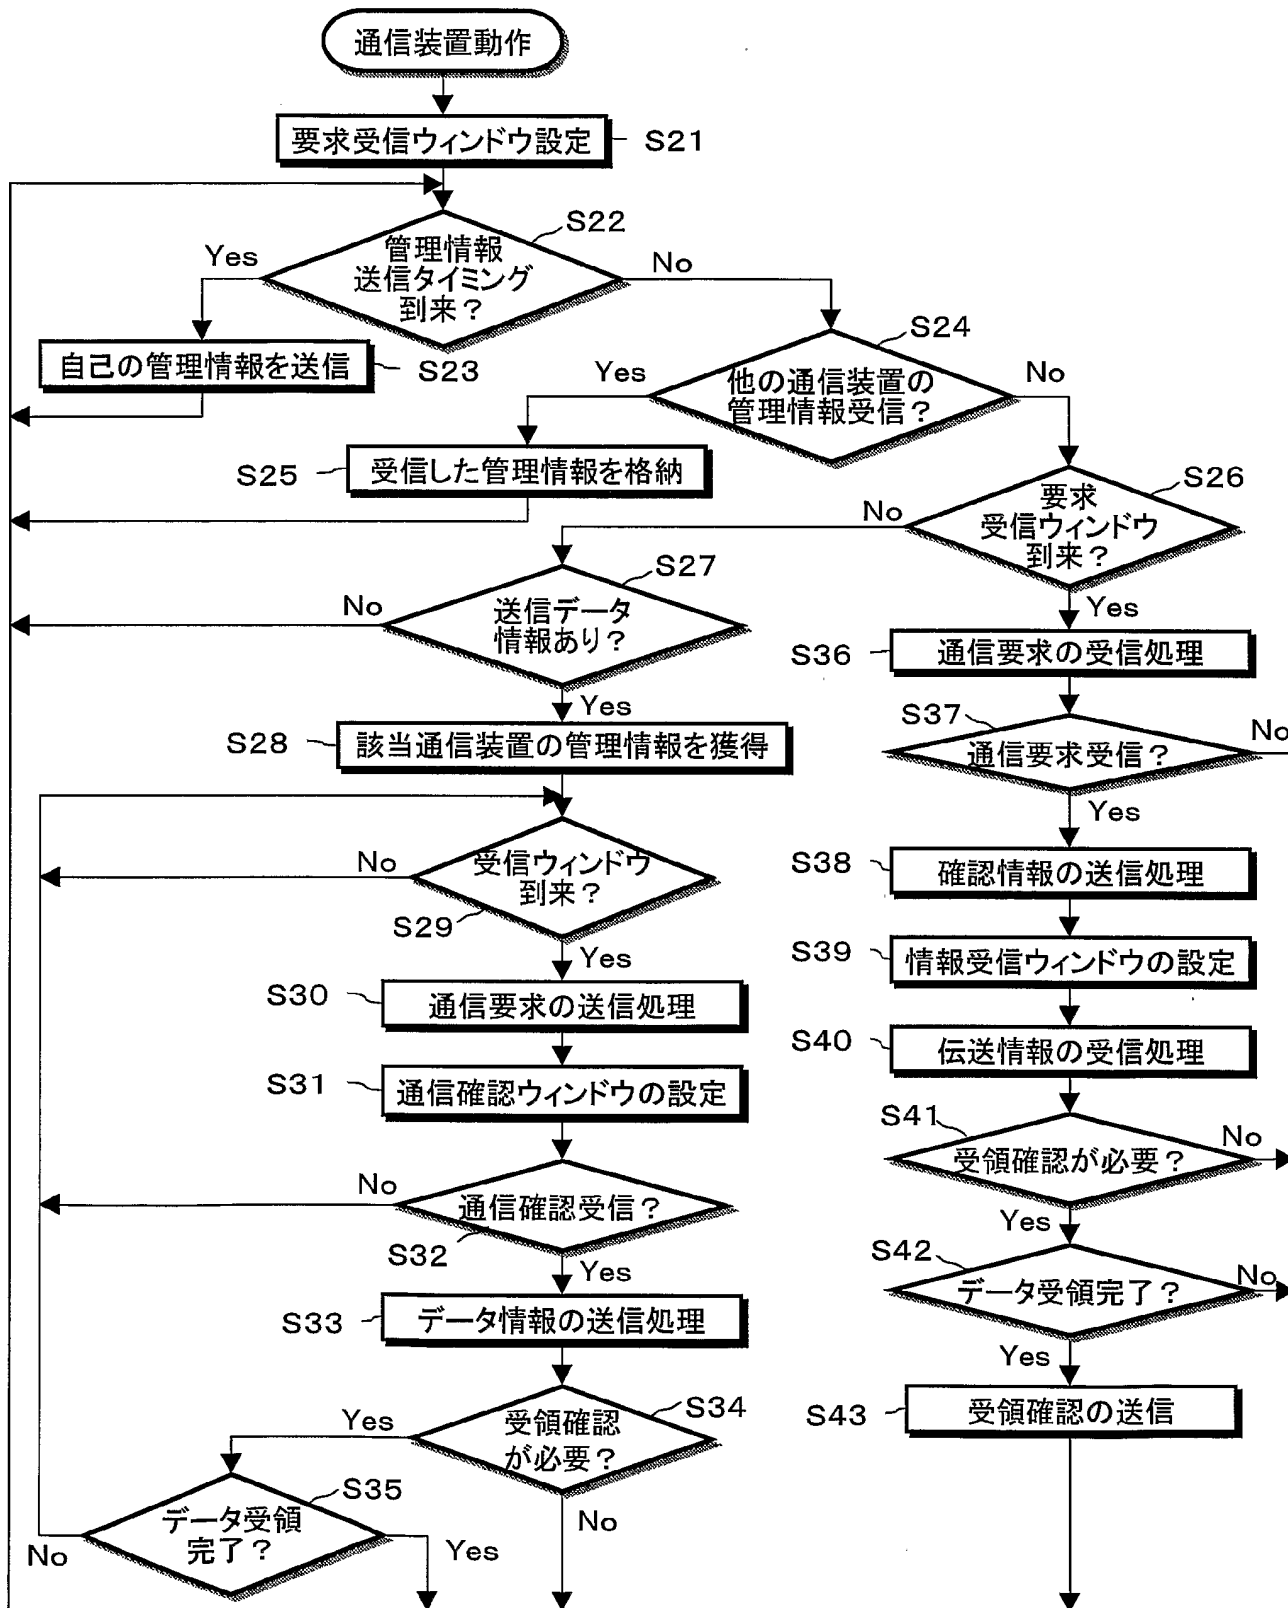 通信装置動作
要求受信ウィンドウ設定
S21
管理情報
送信タイミング
到来？
S22
Yes
No
自己の管理情報を送信
S23
S24
他の通信装置の
管理情報受信？
Yes
No
S25
受信した管理情報を格納
S26
要求
受信ウィンドウ
到来？
No
Yes
S27
送信データ
情報あり？
No
Yes
S36
通信要求の受信処理
S28
該当通信装置の管理情報を獲得
S37
通信要求受信？
No
Yes
受信ウィンドウ
到来？
No
S29
Yes
S38
確認情報の送信処理
S39
情報受信ウィンドウの設定
S30
通信要求の送信処理
S40
伝送情報の受信処理
S31
通信確認ウィンドウの設定
S41
受領確認が必要？
No
Yes
通信確認受信？
No
S32
Yes
S42
データ受領完了？
No
Yes
S33
データ情報の送信処理
S43
受領確認の送信
S34
受領確認
が必要？
Yes
No
S35
データ受領
完了？
No
Yes